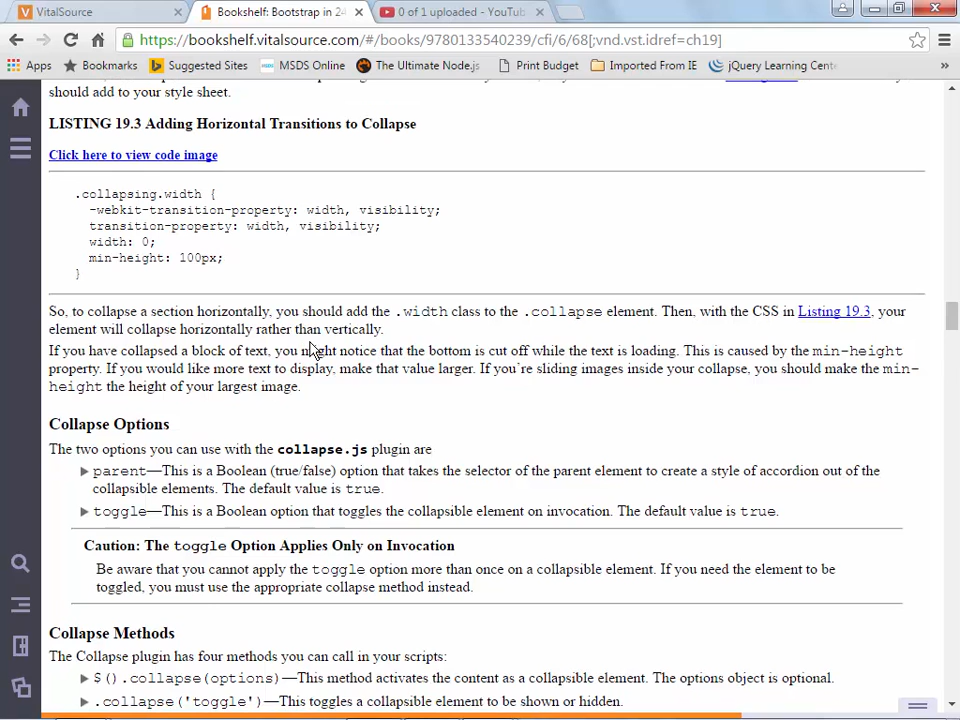 VitalSource
Bookshelf: Bootstrap in 24
0 of 1 uploaded - YouTub
https://bookshelf.vitalsource.com/#/books/9780133540239/cfi/6/68[;vnd.vst.idref=ch19]
Apps
Bookmarks
Suggested Sites
MSDS Online
The Ultimate Node.js
Print Budget
Imported From IE
jQuery Learning Cente
»
should add to your style sheet.
LISTING 19.3 Adding Horizontal Transitions to Collapse
Click here to view code image
.collapsing.width {
-webkit-transition-property: width, visibility;
transition-property: width, visibility;
width: 0;
min-height: 100px;
}
So, to collapse a section horizontally, you should add the .width class to the .collapse element. Then, with the CSS in Listing 19.3, your
element will collapse horizontally rather than vertically.
If you have collapsed a block of text, you might notice that the bottom is cut off while the text is loading. This is caused by the min-height
property. If you would like more text to display, make that value larger. If you're sliding images inside your collapse, you should make the min-
height the height of your largest image.
Collapse Options
The two options you can use with the collapse.js plugin are
parent—This is a Boolean (true/false) option that takes the selector of the parent element to create a style of accordion out of the
collapsible elements. The default value is true.
toggle—This is a Boolean option that toggles the collapsible element on invocation. The default value is true.
Caution: The toggle Option Applies Only on Invocation
Be aware that you cannot apply the toggle option more than once on a collapsible element. If you need the element to be
toggled, you must use the appropriate collapse method instead.
Collapse Methods
The Collapse plugin has four methods you can call in your scripts:
$().collapse(options)—This method activates the content as a collapsible element. The options object is optional.
.collapse('toggle')—This toggles a collapsible element to be shown or hidden.